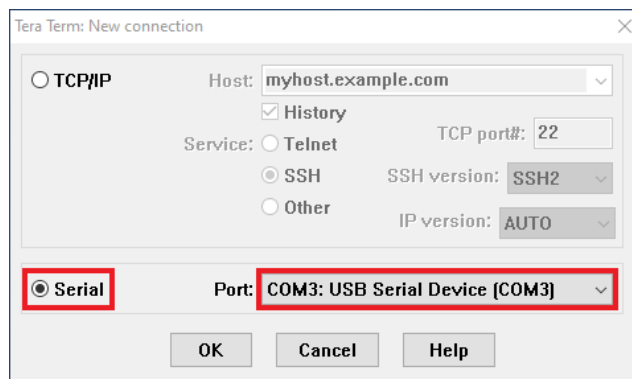 Tera Term: New connection
TCP/IP Host: myhost.example.com
History
Service: Telnet TCP port#: 22
SSH SSH version: SSH2
Other IP version: AUTO
Serial Port: COM3: USB Serial Device (COM3)
OK Cancel Help